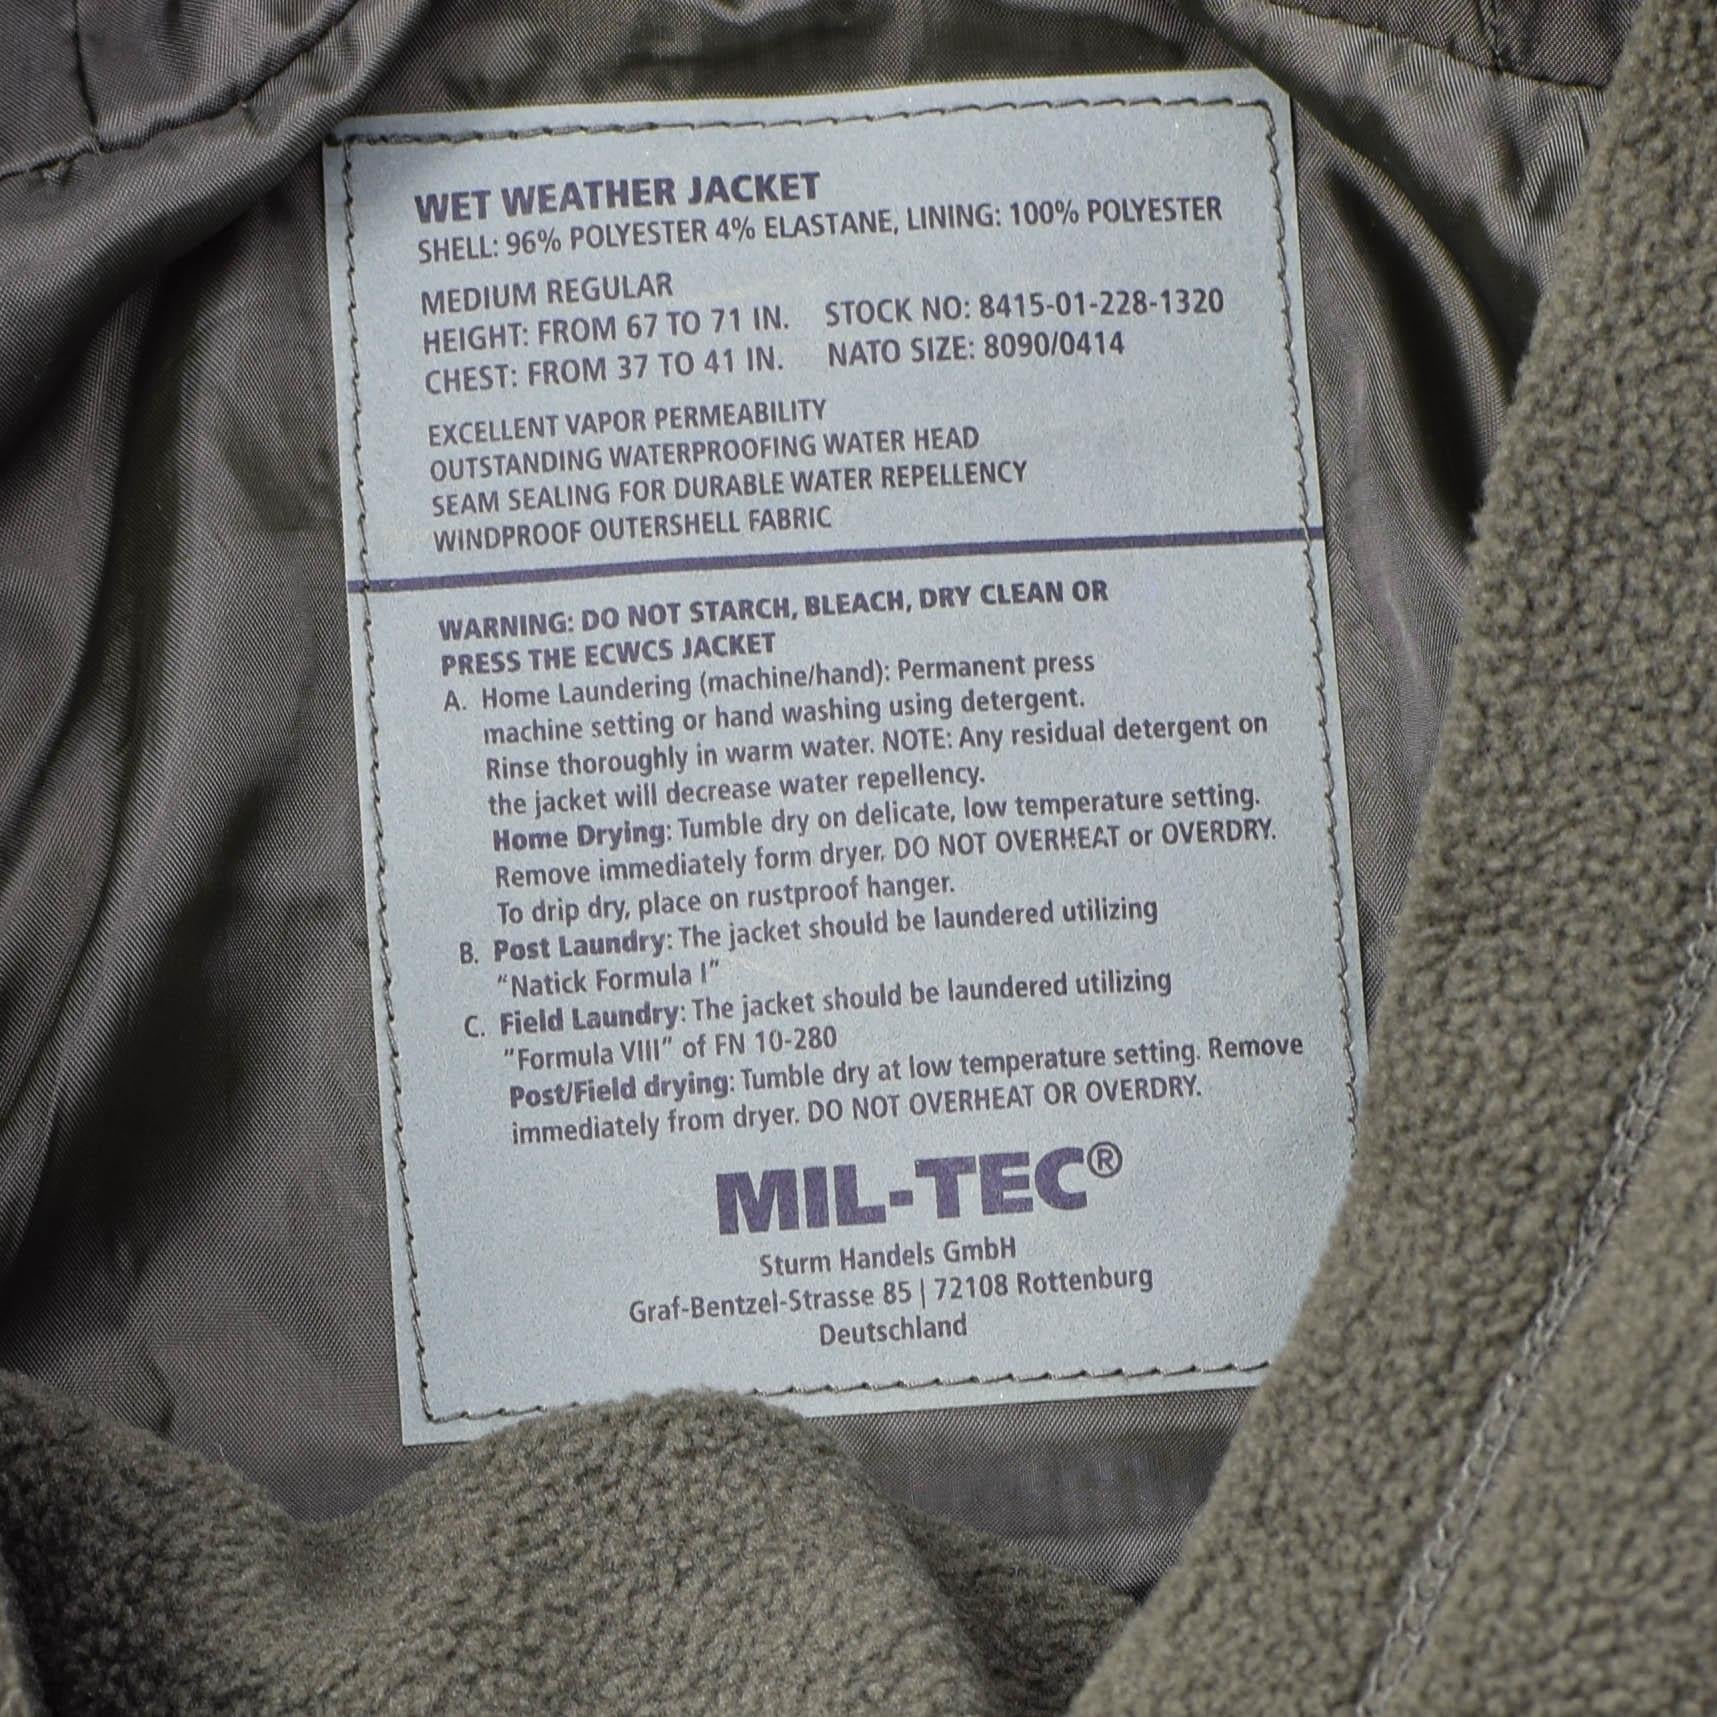 WET WEATHER JACKET
SHELL: 96% POLYESTER 4% ELASTANE, LINING: 100% POLYESTER
MEDIUM REGULAR
HEIGHT: FROM 67 TO 71 IN. STOCK NO: 8415-01-228-1320
CHEST: FROM 37 TO 41 IN. NATO SIZE: 8090/0414
EXCELLENT VAPOR PERMEABILITY
OUTSTANDING WATERPROOFING WATER HEAD
SEAM SEALING FOR DURABLE WATER REPELLENCY
WINDPROOF OUTERSHELL FABRIC
WARNING: DO NOT STARCH, BLEACH, DRY CLEAN OR
PRESS THE ECWCS JACKET
A. Home Laundering (machine/hand): Permanent press
machine setting or hand washing using detergent.
Rinse thoroughly in warm water. NOTE: Any residual detergent on
the jacket will decrease water repellency.
Home Drying: Tumble dry on delicate, low temperature setting.
Remove immediately form dryer. DO NOT OVERHEAT or OVERDRY.
To drip dry, place on rustproof hanger.
B. Post Laundry: The jacket should be laundered utilizing
"Natick Formula I"
C. Field Laundry: The jacket should be laundered utilizing
"Formula VIII" of FN 10-280
Post/Field drying: Tumble dry at low temperature setting. Remove
immediately from dryer. DO NOT OVERHEAT OR OVERDRY.
MIL-TEC®
Sturm Handels GmbH
Graf-Bentzel-Strasse 85 | 72108 Rottenburg
Deutschland